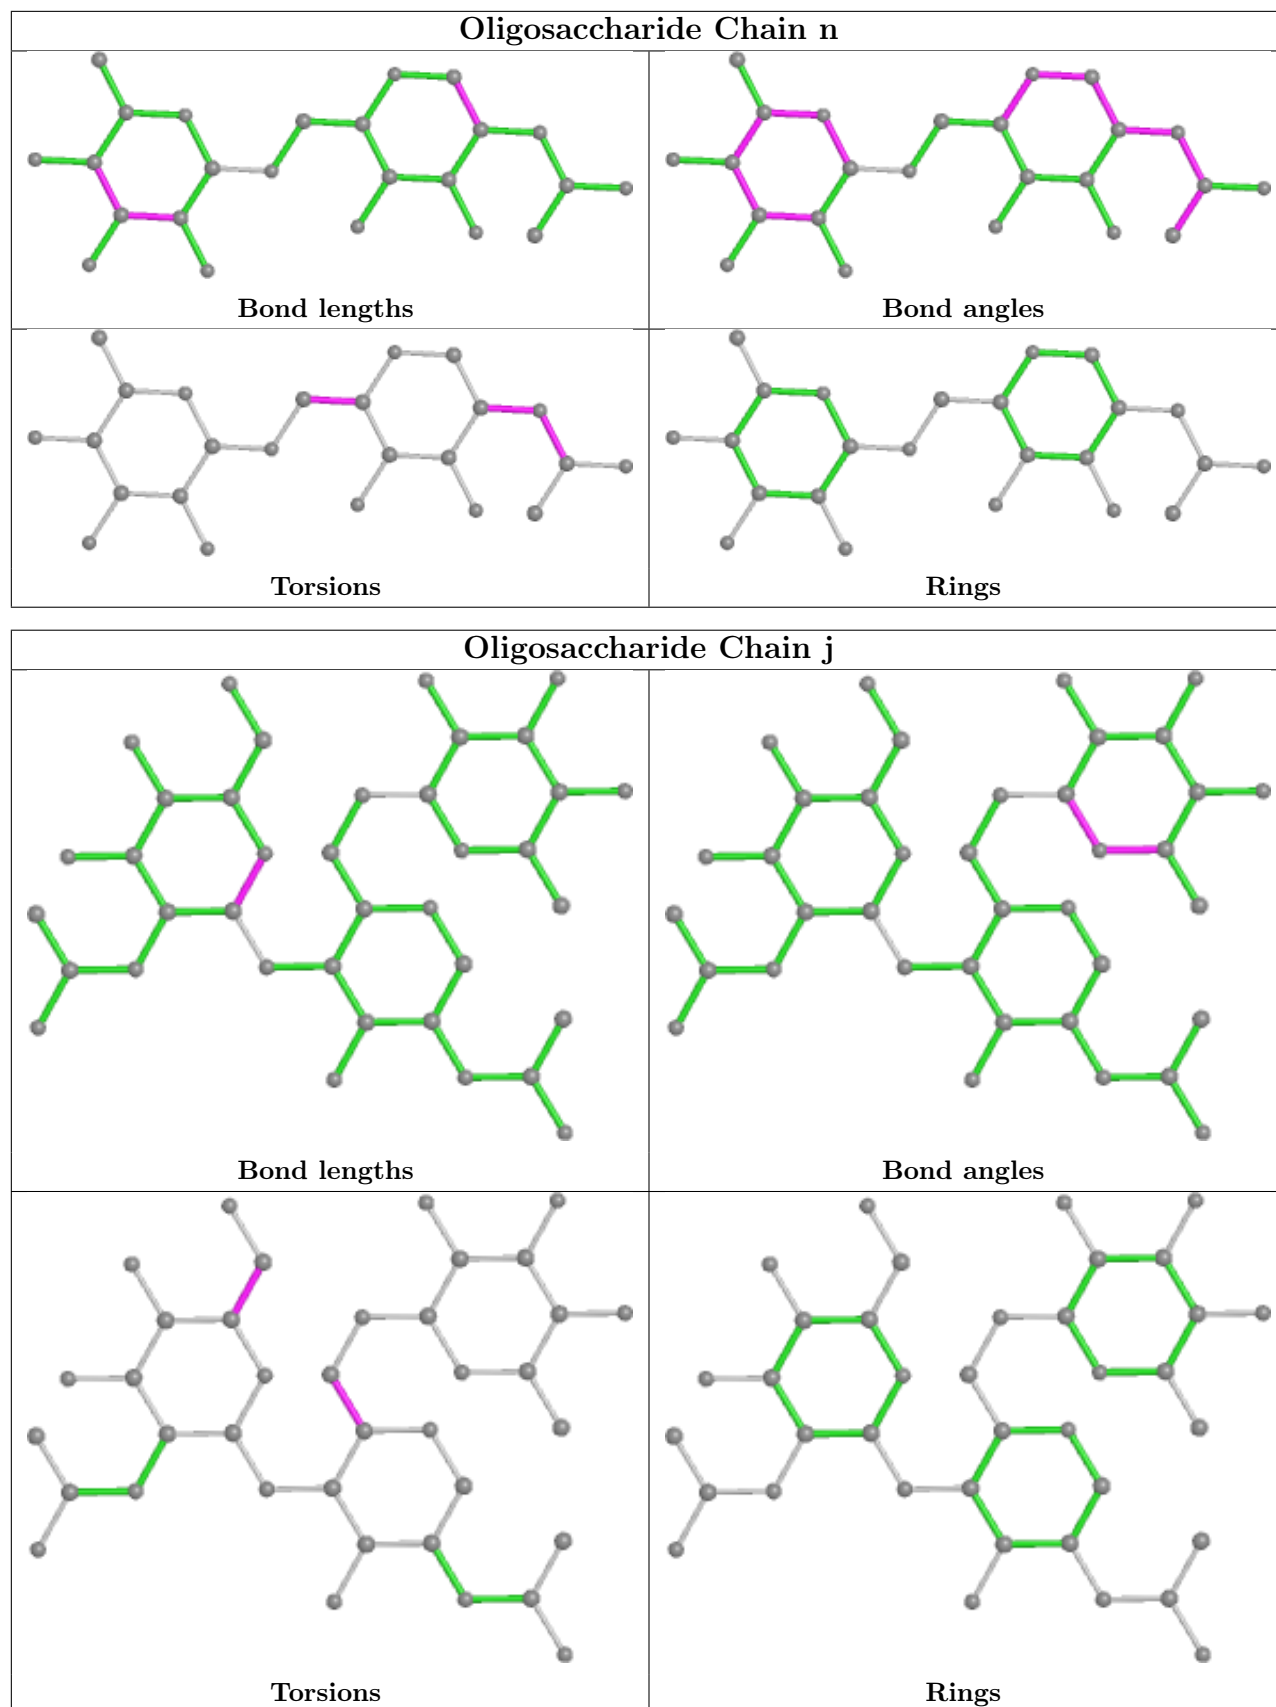 Oligosaccharide Chain n
Bond lengths
Bond angles
Torsions
Rings
Oligosaccharide Chain j
Bond lengths
Bond angles
Torsions
Rings